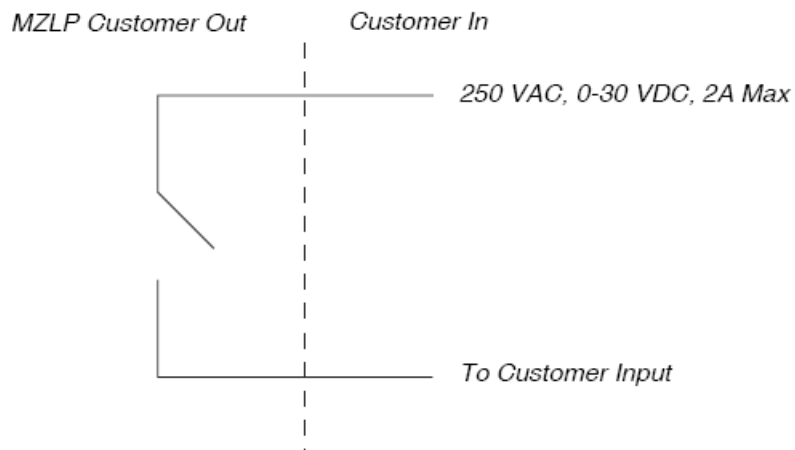 MZLP Customer Out
Customer In
250 VAC, 0-30 VDC, 2A Max
To Customer Input